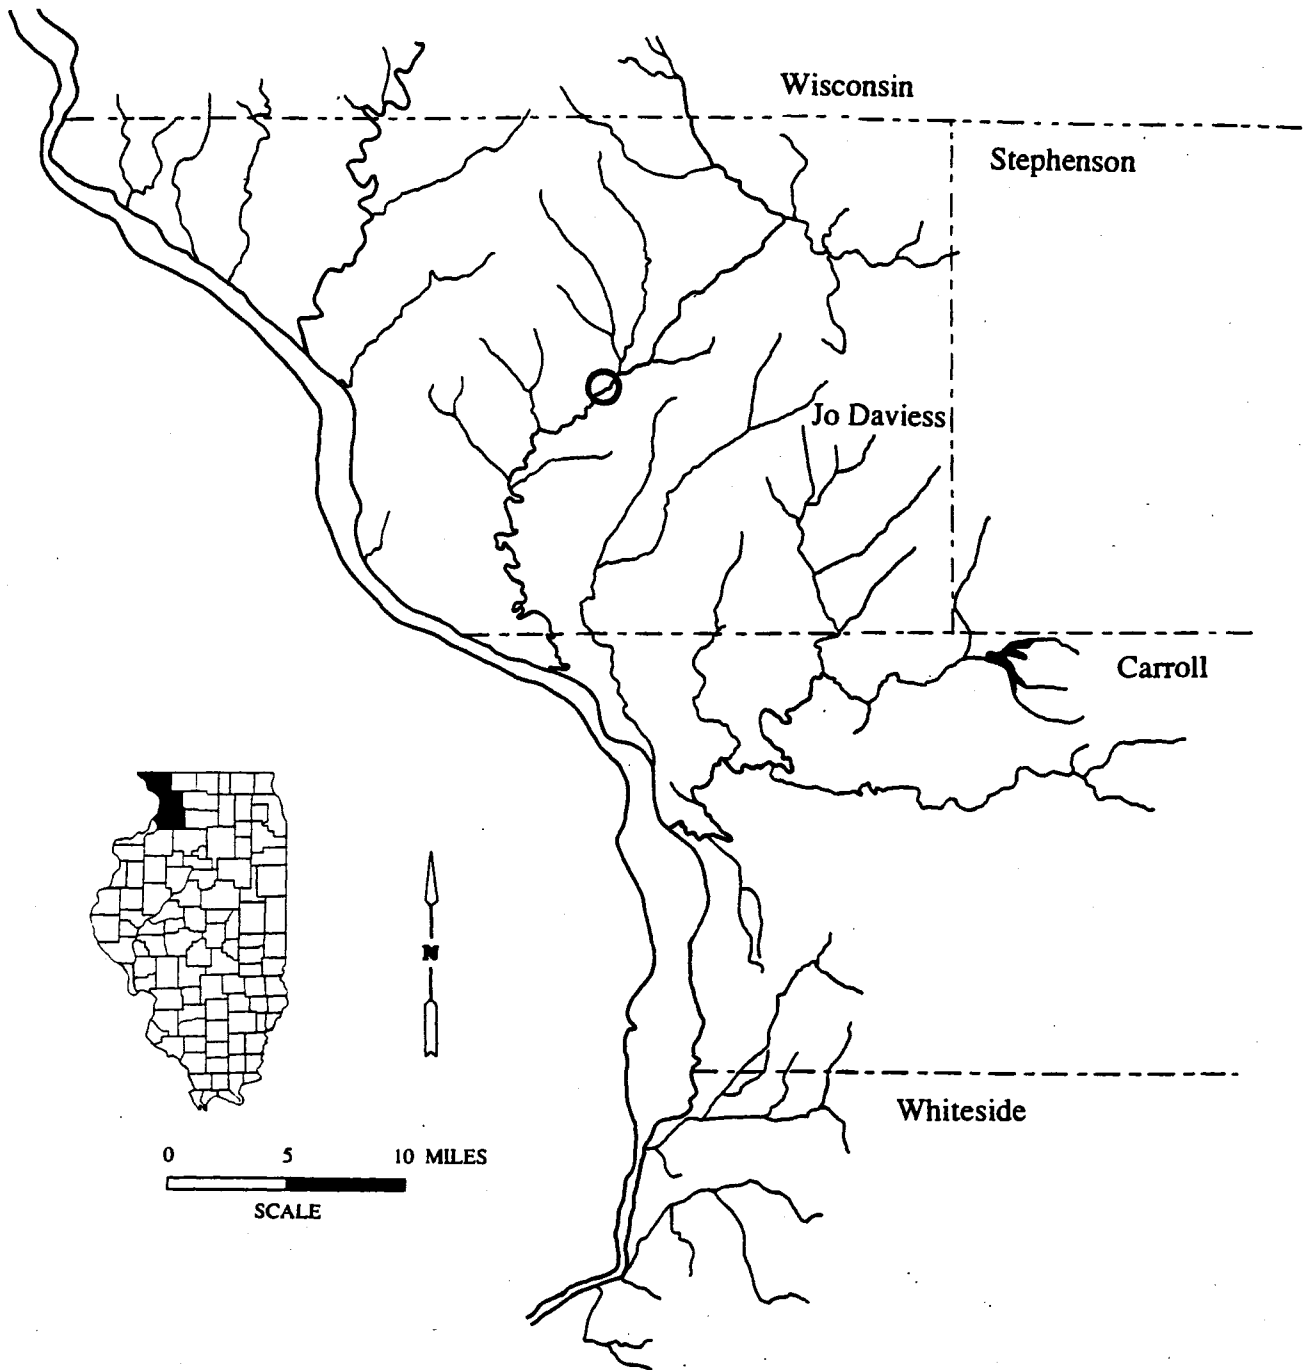 Wisconsin
Stephenson
Jo Daviess
Carroll
N
Whiteside
0 5 10 MILES
SCALE